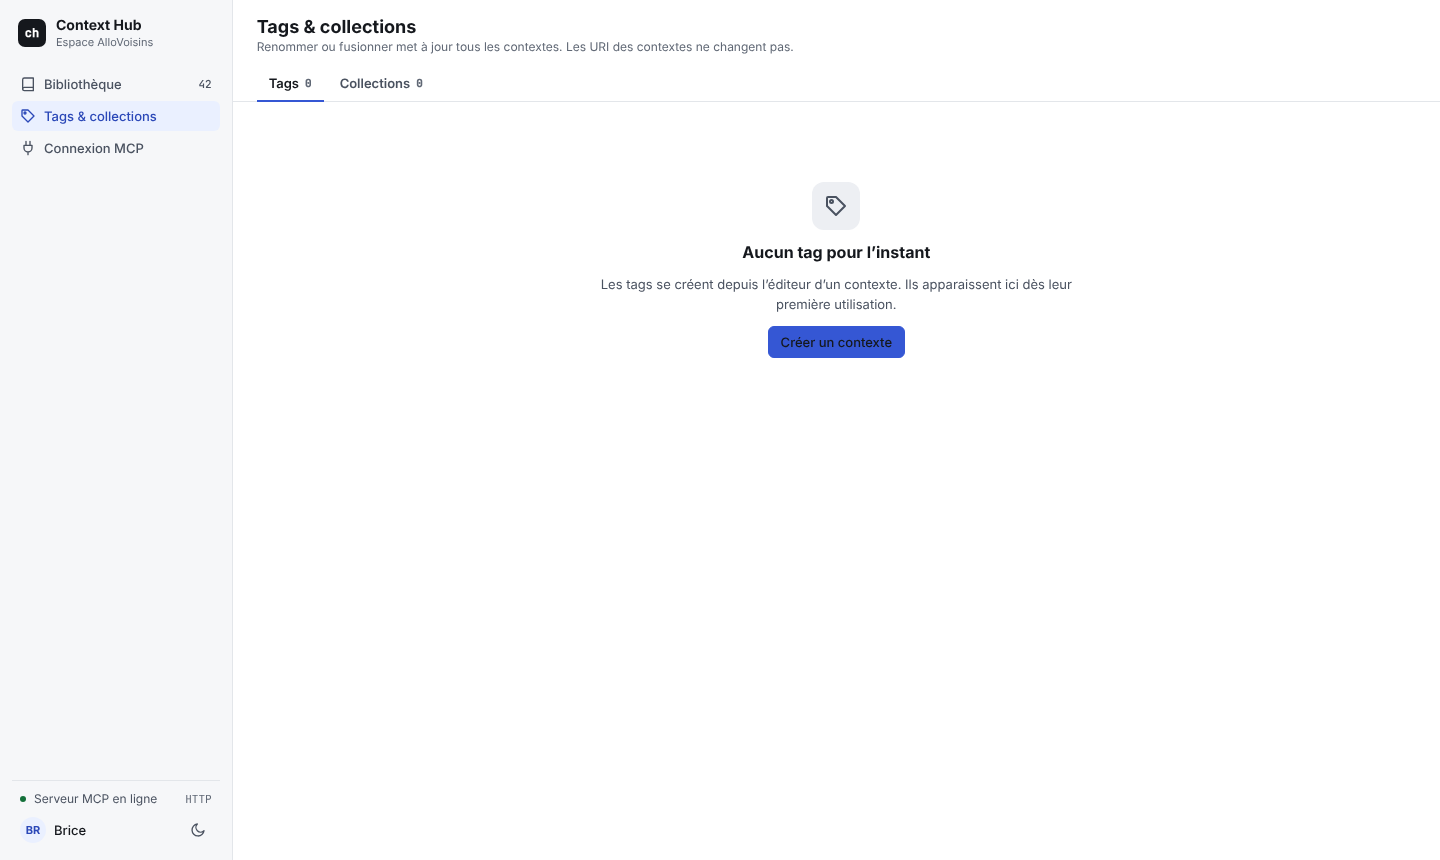 ch
Context Hub
Espace AlloVoisins
Bibliothèque 42
Tags & collections
Connexion MCP
Serveur MCP en ligne HTTP
BR Brice
Tags & collections
Renommer ou fusionner met à jour tous les contextes. Les URI des contextes ne changent pas.
Tags 0 Collections 0
Aucun tag pour l’instant
Les tags se créent depuis l’éditeur d’un contexte. Ils apparaissent ici dès leur
première utilisation.
Créer un contexte